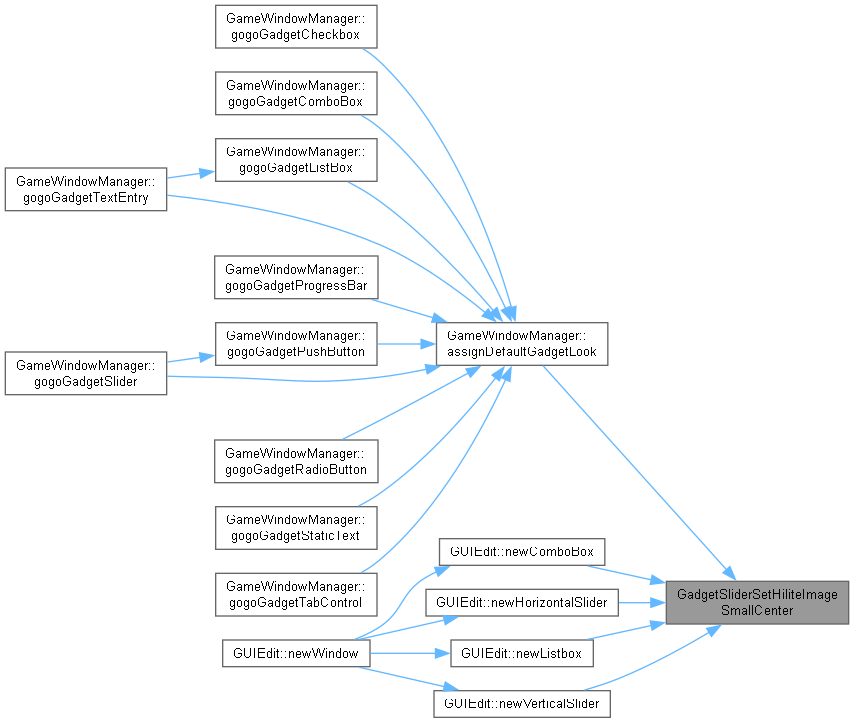 GameWindowManager::
gogoGadgetCheckbox
GameWindowManager::
gogoGadgetComboBox
GameWindowManager::
gogoGadgetListBox
GameWindowManager::
gogoGadgetTextEntry
GameWindowManager::
gogoGadgetProgressBar
GameWindowManager::
gogoGadgetPushButton
GameWindowManager::
assignDefaultGadgetLook
GameWindowManager::
gogoGadgetSlider
GameWindowManager::
gogoGadgetRadioButton
GameWindowManager::
gogoGadgetStaticText
GameWindowManager::
gogoGadgetTabControl
GUIEdit::newComboBox
GadgetSliderSetHiliteImage
SmallCenter
GUIEdit::newHorizontalSlider
GUIEdit::newWindow
GUIEdit::newListbox
GUIEdit::newVerticalSlider